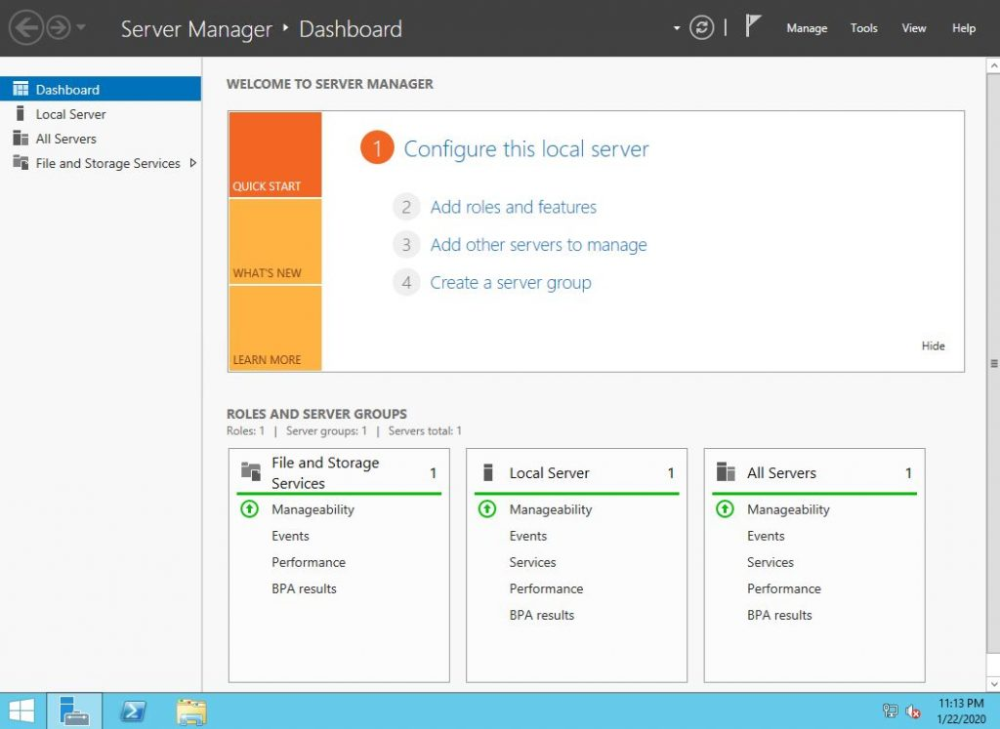 Server Manager ‣ Dashboard
Manage Tools View Help
Dashboard
Local Server
All Servers
File and Storage Services
WELCOME TO SERVER MANAGER
QUICK START
WHAT'S NEW
LEARN MORE
1 Configure this local server
2 Add roles and features
3 Add other servers to manage
4 Create a server group
Hide
ROLES AND SERVER GROUPS
Roles: 1 | Server groups: 1 | Servers total: 1
File and Storage
Services 1
Manageability
Events
Performance
BPA results
Local Server 1
Manageability
Events
Services
Performance
BPA results
All Servers 1
Manageability
Events
Services
Performance
BPA results
11:13 PM
1/22/2020